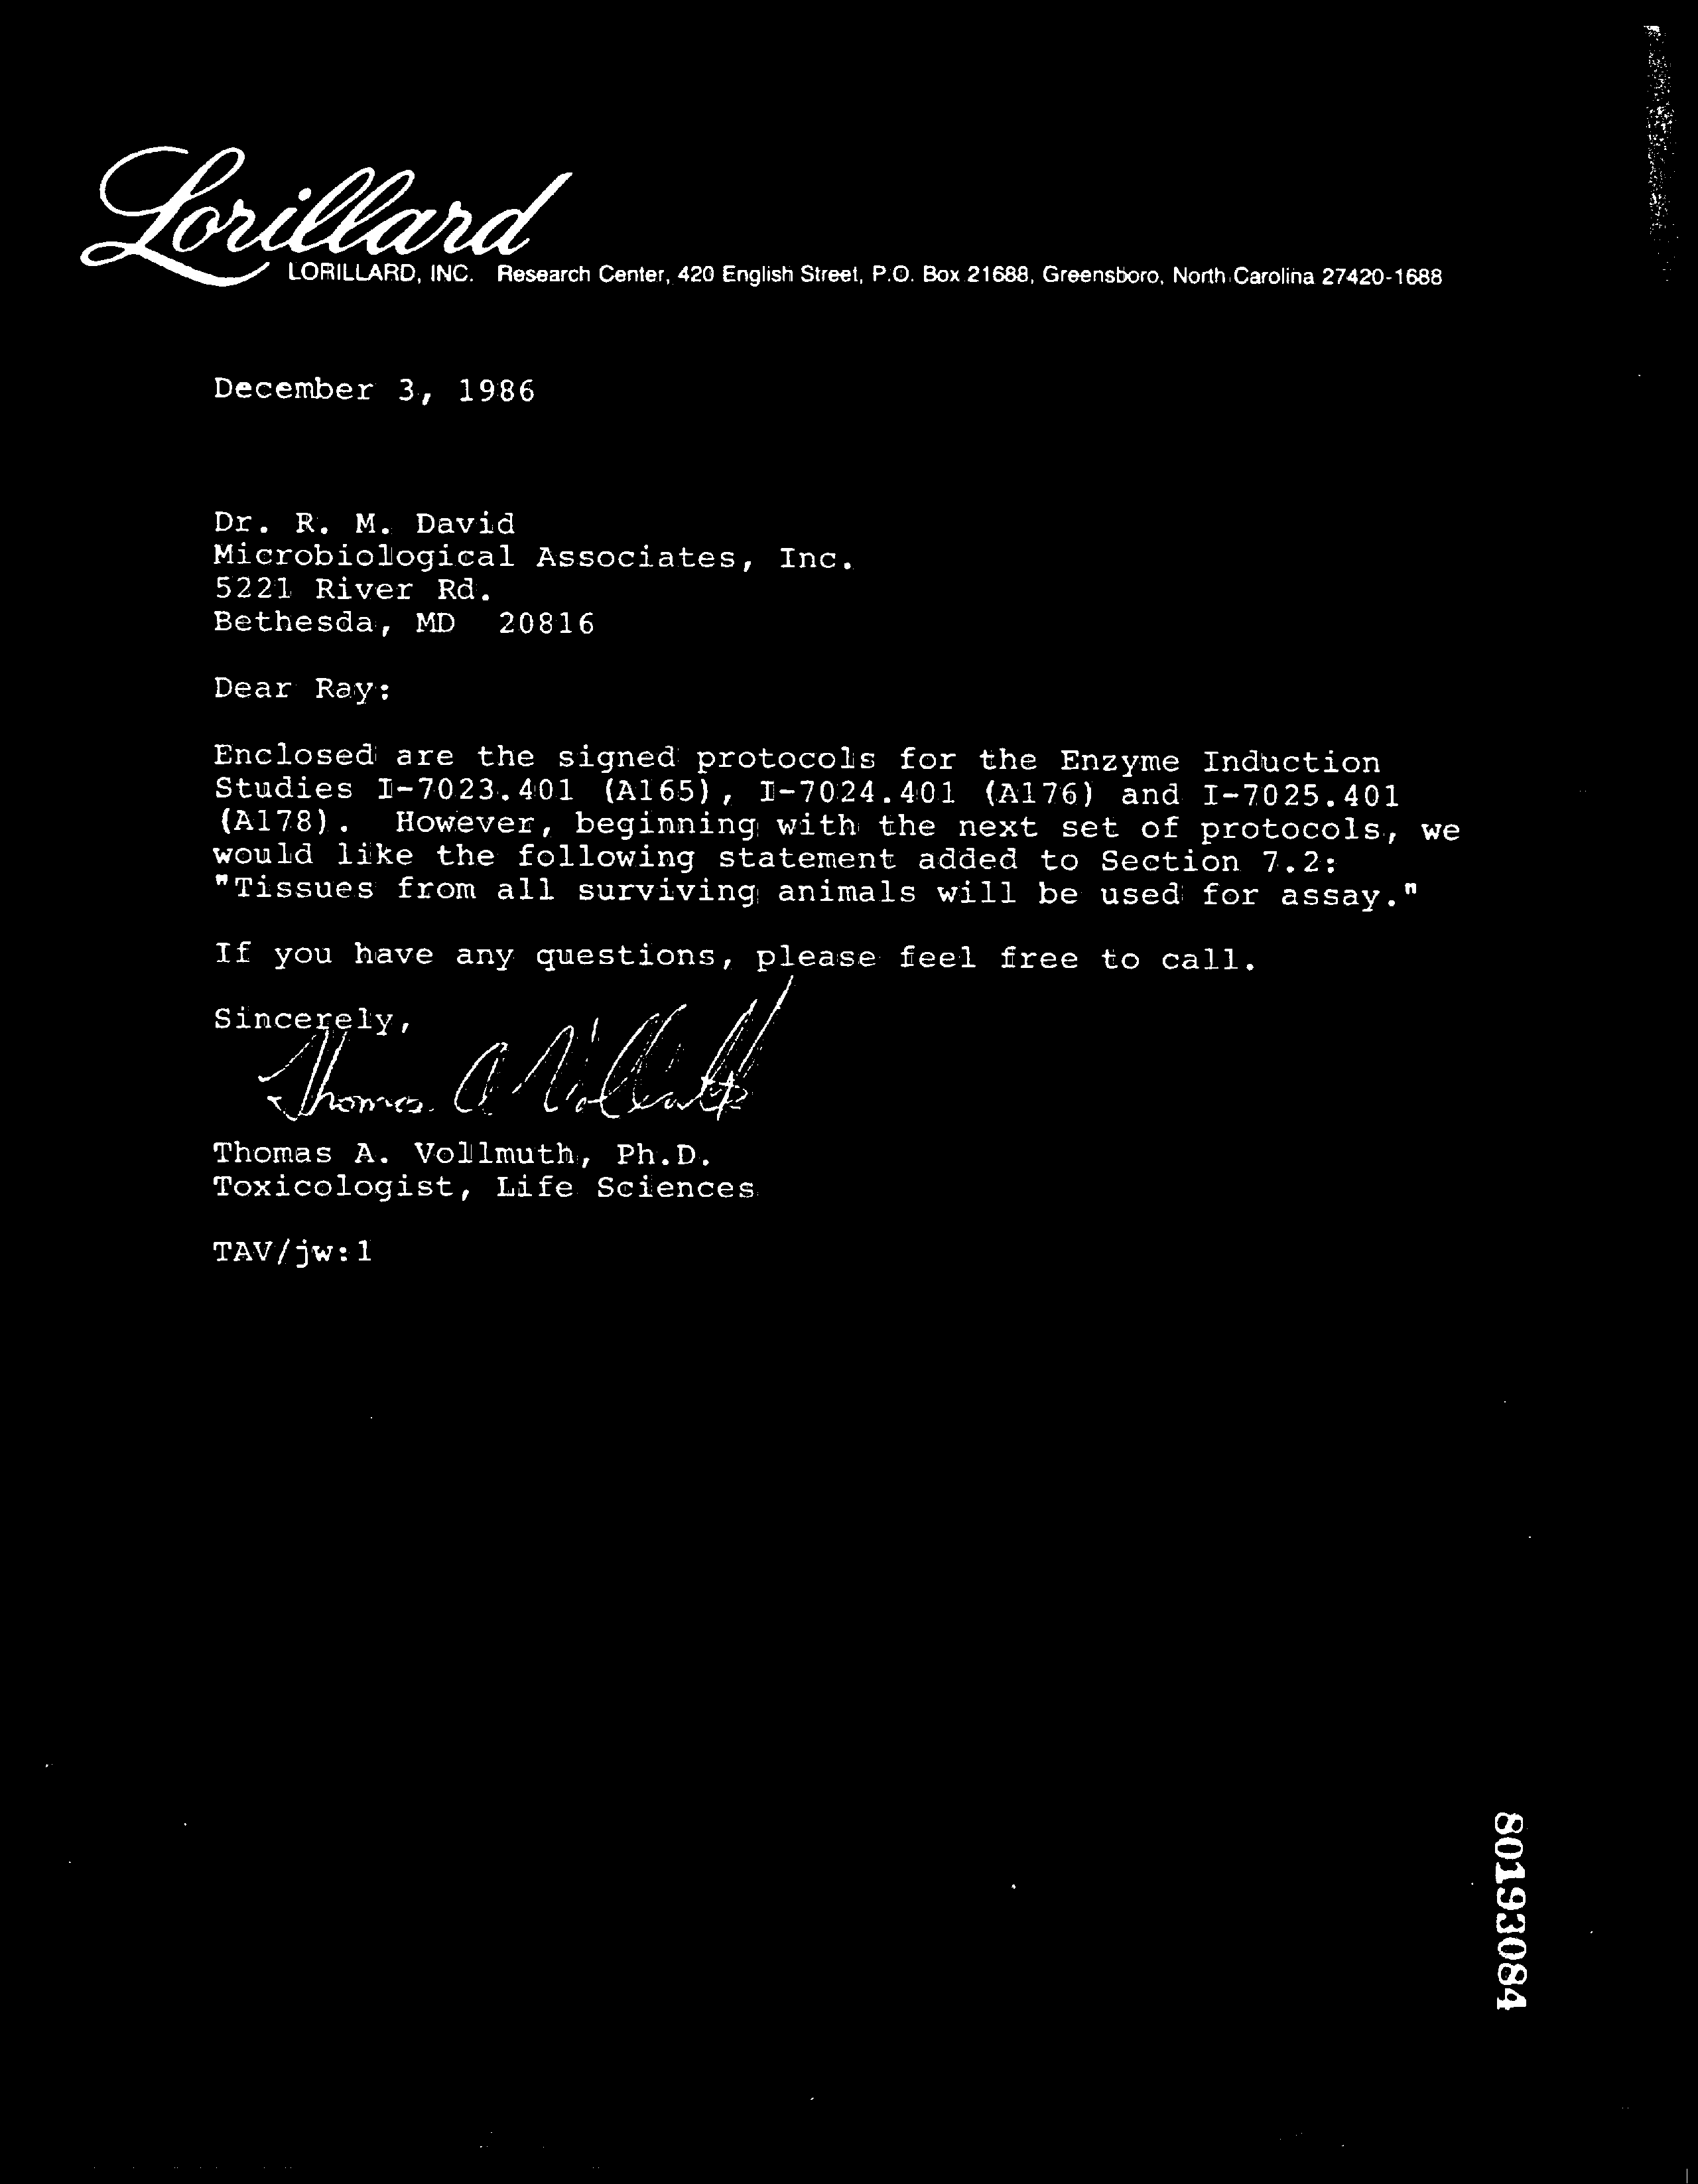 Lorillard
LORILLARD, INC. Research Center, 420 English Street, P.O. Box 21688, Greensboro, North Carolina 27420-1688
December 3, 1986
Dr. R. M. David
Microbiological Associates, Inc.
5221 River Rd.
Bethesda, MD 20816
Dear Ray:
Enclosed are the signed protocols for the Enzyme Induction
Studies I-7023.401 (A165), I-7024.401 (A176) and I-7025.401
(A178). However, beginning with the next set of protocols, we
would like the following statement added to Section 7.2:
"Tissues from all surviving animals will be used for assay."
If you have any questions, please feel free to call.
Sincerely,
Thomas A Vollmuth
Thomas A. Vollmuth, Ph.D.
Toxicologist, Life Sciences
TAV/jw:1
80193084